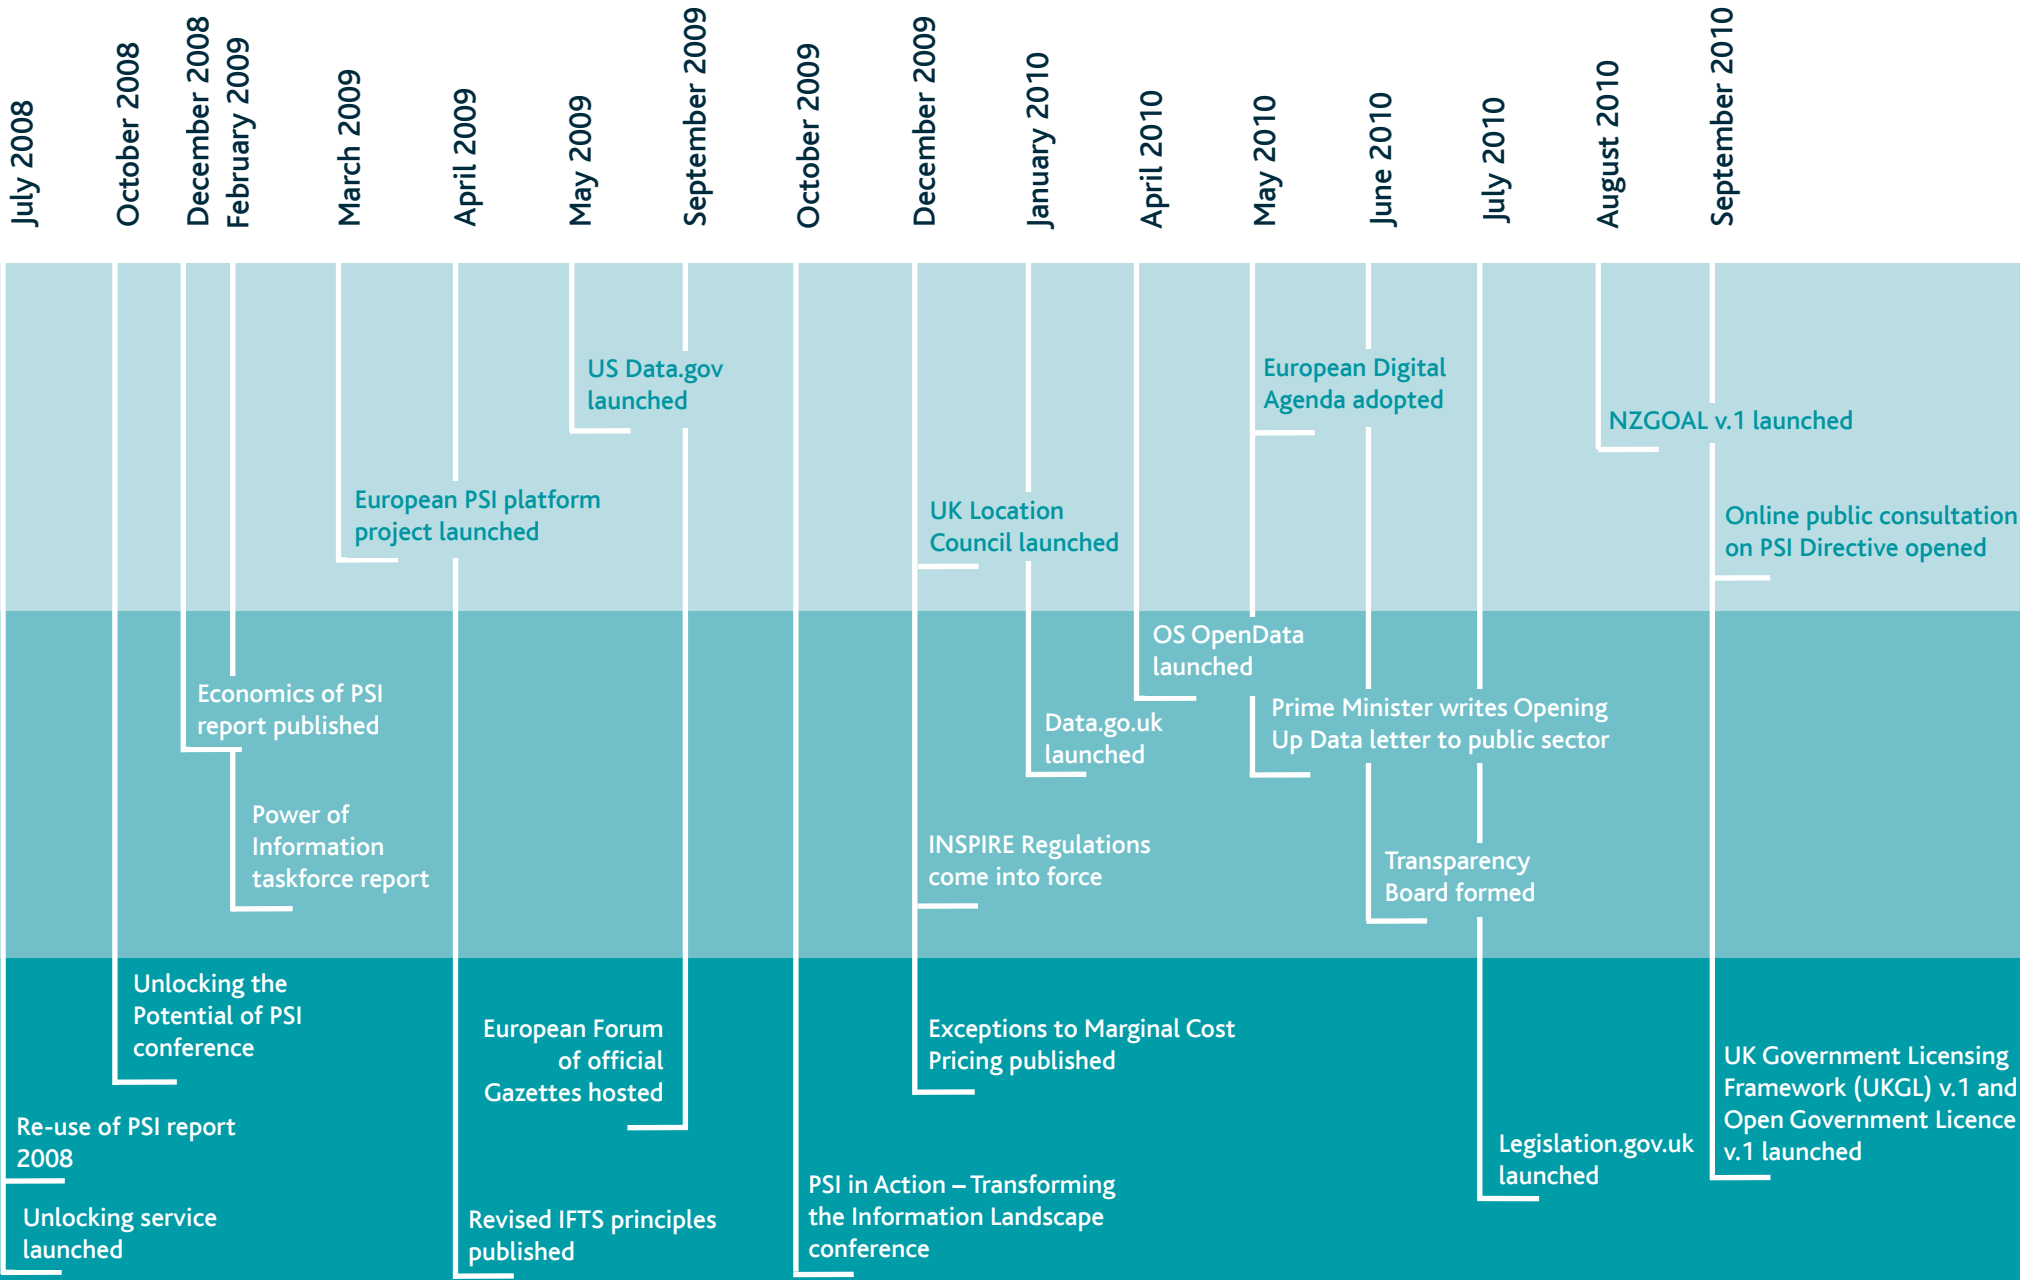 July 2008
October 2008
December 2008
February 2009
March 2009
April 2009
May 2009
September 2009
October 2009
December 2009
January 2010
April 2010
May 2010
June 2010
July 2010
August 2010
September 2010
US Data.gov
launched
European Digital
Agenda adopted
NZGOAL v.1 launched
European PSI platform
project launched
UK Location
Council launched
Online public consultation
on PSI Directive opened
Economics of PSI
report published
Power of
Information
taskforce report
OS OpenData
launched
Data.go.uk
launched
Prime Minister writes Opening
Up Data letter to public sector
INSPIRE Regulations
come into force
Transparency
Board formed
Unlocking the
Potential of PSI
conference
European Forum
of official
Gazettes hosted
Exceptions to Marginal Cost
Pricing published
UK Government Licensing
Framework (UKGL) v.1 and
Open Government Licence
v.1 launched
Re-use of PSI report
2008
Legislation.gov.uk
launched
Unlocking service
launched
Revised IFTS principles
published
PSI in Action – Transforming
the Information Landscape
conference